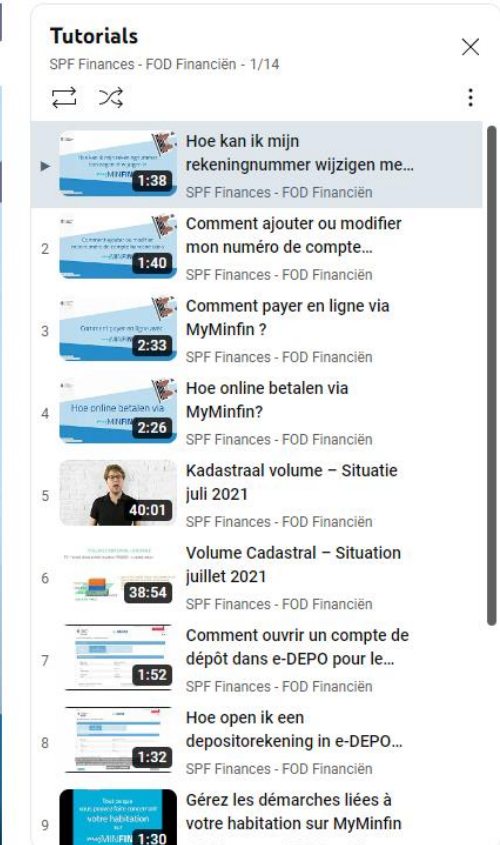 Tutorials
SPF Finances - FOD Financiën - 1/14
Hoe kan ik mijn
rekeningnummer wijzigen me...
SPF Finances - FOD Financiën
1:38
2
Comment ajouter ou modifier
mon numéro de compte...
SPF Finances - FOD Financiën
1:40
3
Comment payer en ligne via
MyMinfin ?
SPF Finances - FOD Financiën
2:33
4
Hoe online betalen via
2:26
Hoe online betalen via
MyMinfin?
SPF Finances - FOD Financiën
5
40:01
Kadastraal volume – Situatie
juli 2021
SPF Finances - FOD Financiën
6
38:54
Volume Cadastral – Situation
juillet 2021
SPF Finances - FOD Financiën
7
1:52
Comment ouvrir un compte de
dépôt dans e-DEPO pour le...
SPF Finances - FOD Financiën
8
1:32
Hoe open ik een
depositorekening in e-DEPO...
SPF Finances - FOD Financiën
9
votre habitation
1:30
Gérez les démarches liées à
votre habitation sur MyMinfin